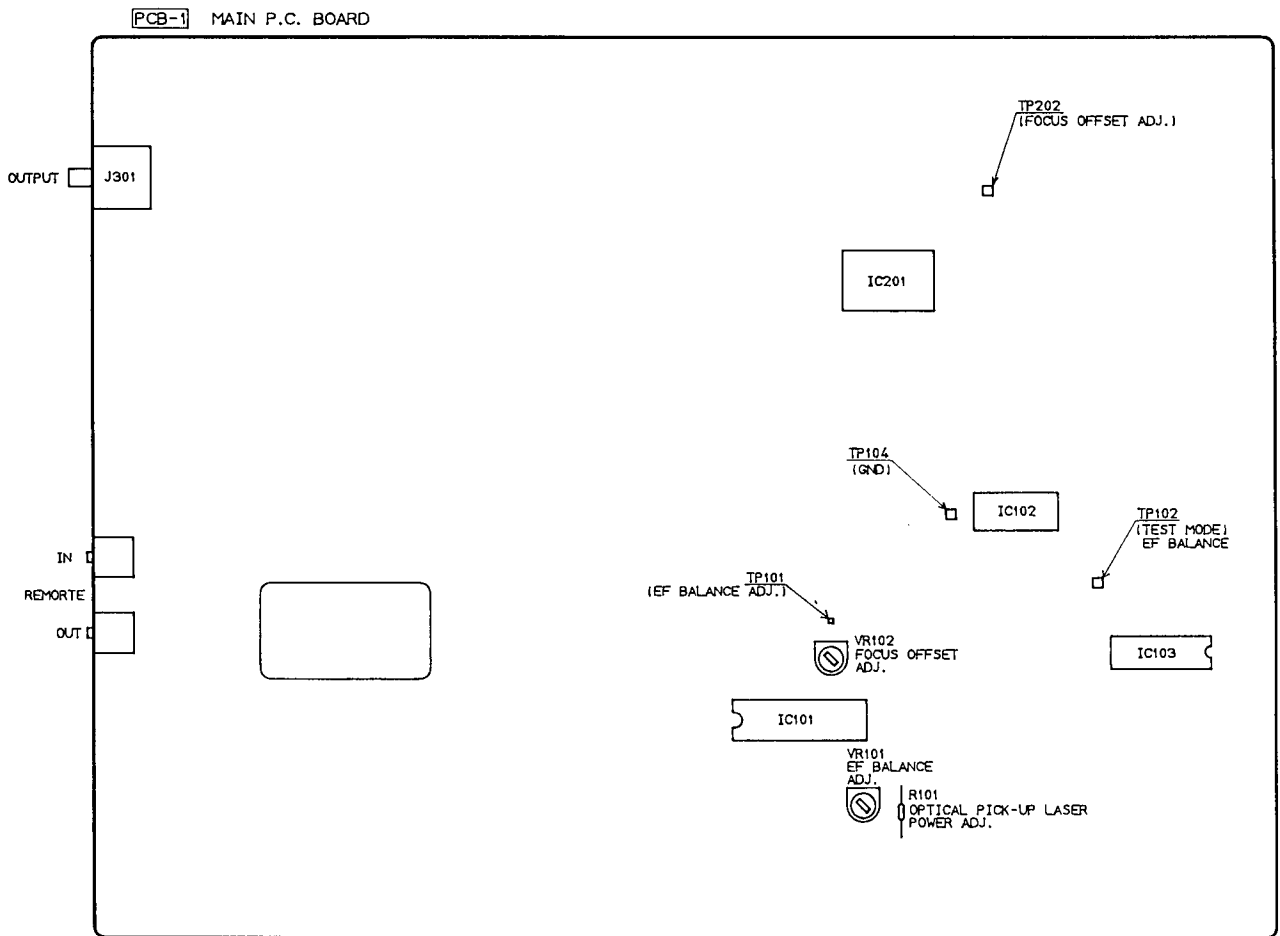 PCB-1 MAIN P.C. BOARD
TP202
(FOCUS OFFSET ADJ.)
OUTPUT
J301
IC201
TP104
(GND)
IC102
TP102
(TEST MODE)
EF BALANCE
IN
REMORTE
OUT
TP101
(EF BALANCE ADJ.)
VR102
FOCUS OFFSET
ADJ.
IC103
IC101
VR101
EF BALANCE
ADJ.
R101
OPTICAL PICK-UP LASER
POWER ADJ.